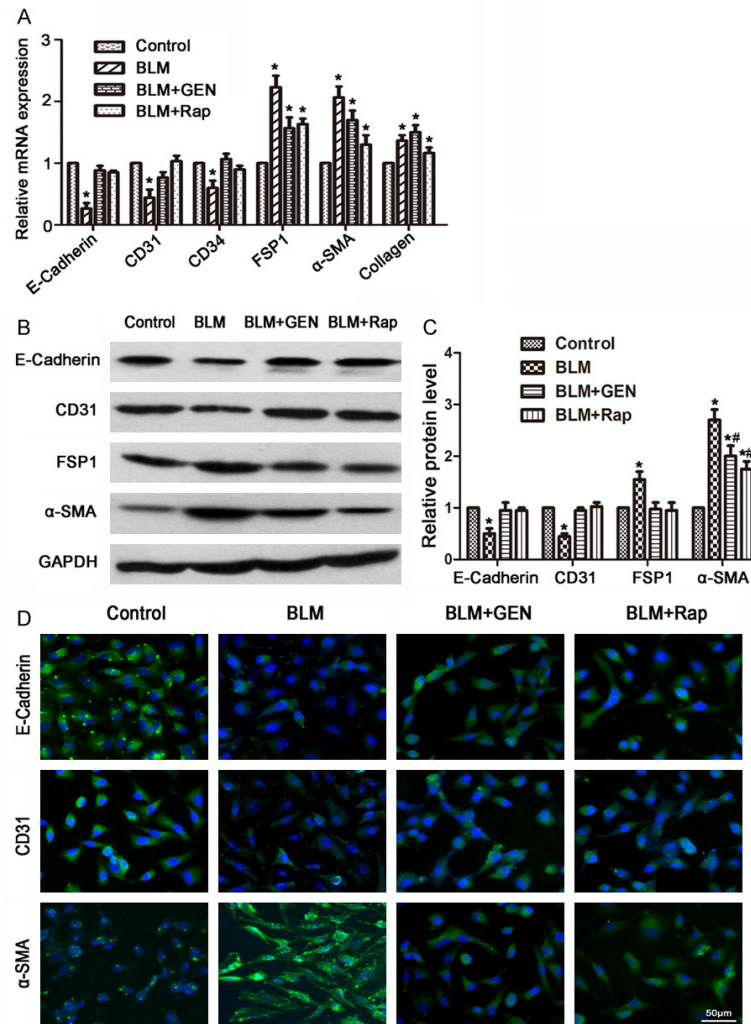 A
Relative mRNA expression
3
2
1
0
Control
BLM
BLM+GEN
BLM+Rap
*
*
*
*
*
*
*
*
*
*
*
*
E-Cadherin
CD31
CD34
FSP1
α-SMA
Collagen
B
Control BLM BLM+GEN BLM+Rap
E-Cadherin
CD31
FSP1
α-SMA
GAPDH
C
Relative protein level
4
3
2
1
0
Control
BLM
BLM+GEN
BLM+Rap
*
*
*
*
*#
*#
E-Cadherin CD31 FSP1 α-SMA
D
Control BLM BLM+GEN BLM+Rap
E-Cadherin
CD31
α-SMA
50μm